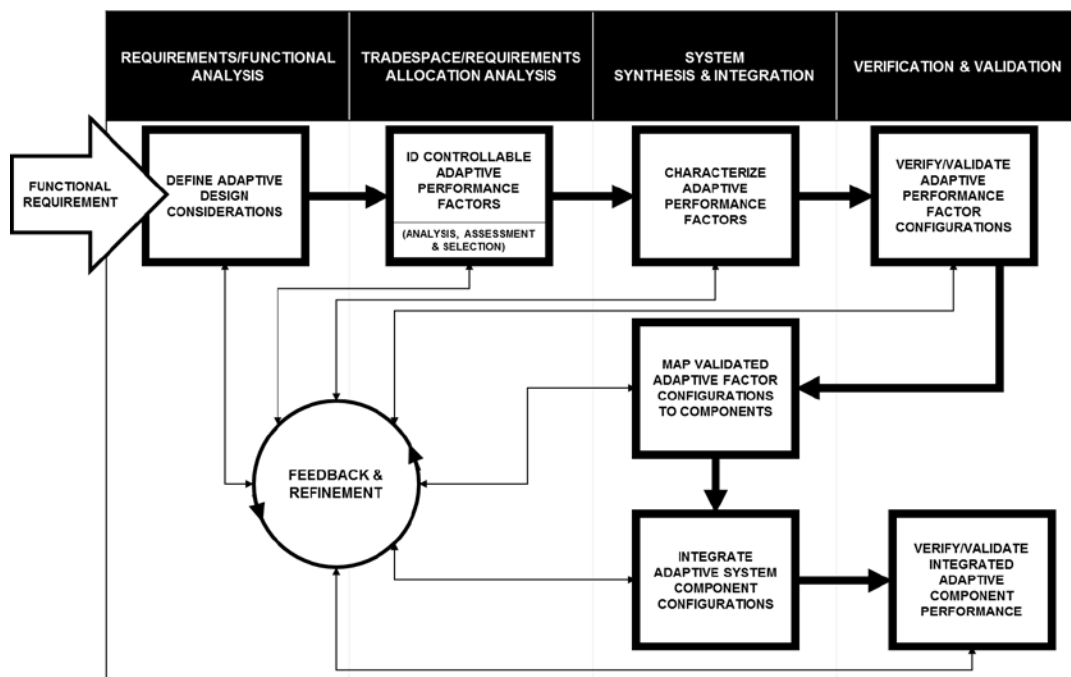 REQUIREMENTS/FUNCTIONAL
ANALYSIS
TRADESPACE/REQUIREMENTS
ALLOCATION ANALYSIS
SYSTEM
SYNTHESIS & INTEGRATION
VERIFICATION & VALIDATION
FUNCTIONAL
REQUIREMENT
DEFINE ADAPTIVE
DESIGN
CONSIDERATIONS
ID CONTROLLABLE
ADAPTIVE
PERFORMANCE
FACTORS
(ANALYSIS, ASSESSMENT
& SELECTION)
CHARACTERIZE
ADAPTIVE
PERFORMANCE
FACTORS
VERIFY/VALIDATE
ADAPTIVE
PERFORMANCE
FACTOR
CONFIGURATIONS
MAP VALIDATED
ADAPTIVE FACTOR
CONFIGURATIONS
TO COMPONENTS
FEEDBACK &
REFINEMENT
INTEGRATE
ADAPTIVE SYSTEM
COMPONENT
CONFIGURATIONS
VERIFY/VALIDATE
INTEGRATED
ADAPTIVE
COMPONENT
PERFORMANCE